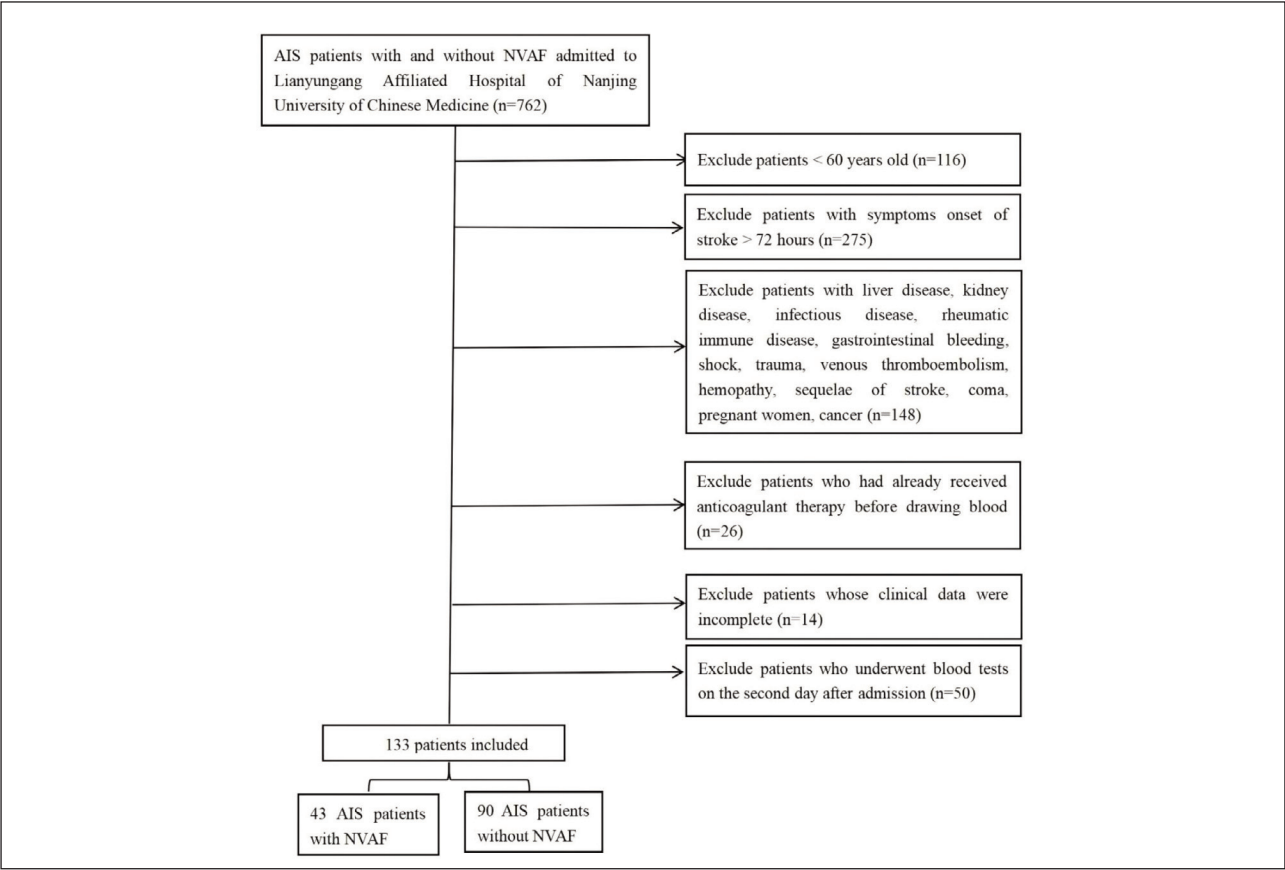 AIS patients with and without NVAF admitted to
Lianyungang Affiliated Hospital of Nanjing
University of Chinese Medicine (n=762)
Exclude patients < 60 years old (n=116)
Exclude patients with symptoms onset of
stroke > 72 hours (n=275)
Exclude patients with liver disease, kidney
disease, infectious disease, rheumatic
immune disease, gastrointestinal bleeding,
shock, trauma, venous thromboembolism,
hemopathy, sequelae of stroke, coma,
pregnant women, cancer (n=148)
Exclude patients who had already received
anticoagulant therapy before drawing blood
(n=26)
Exclude patients whose clinical data were
incomplete (n=14)
Exclude patients who underwent blood tests
on the second day after admission (n=50)
133 patients included
43 AIS patients
with NVAF
90 AIS patients
without NVAF